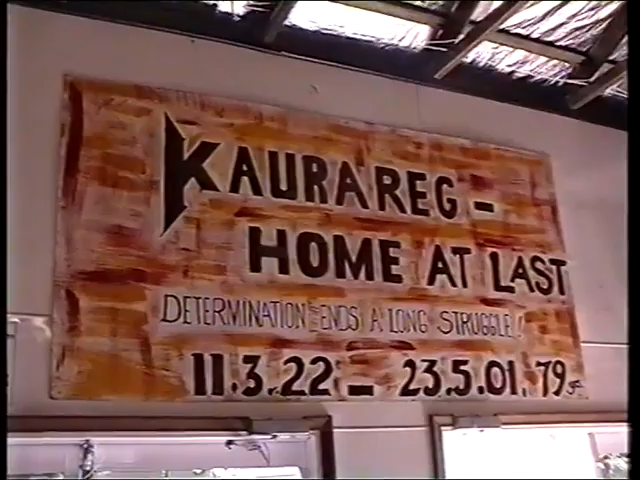 KAURAREG -
HOME AT LAST
DETERMINATION ENDS A LONG STRUGGLE!
11.3.22 - 23.5.01. 79